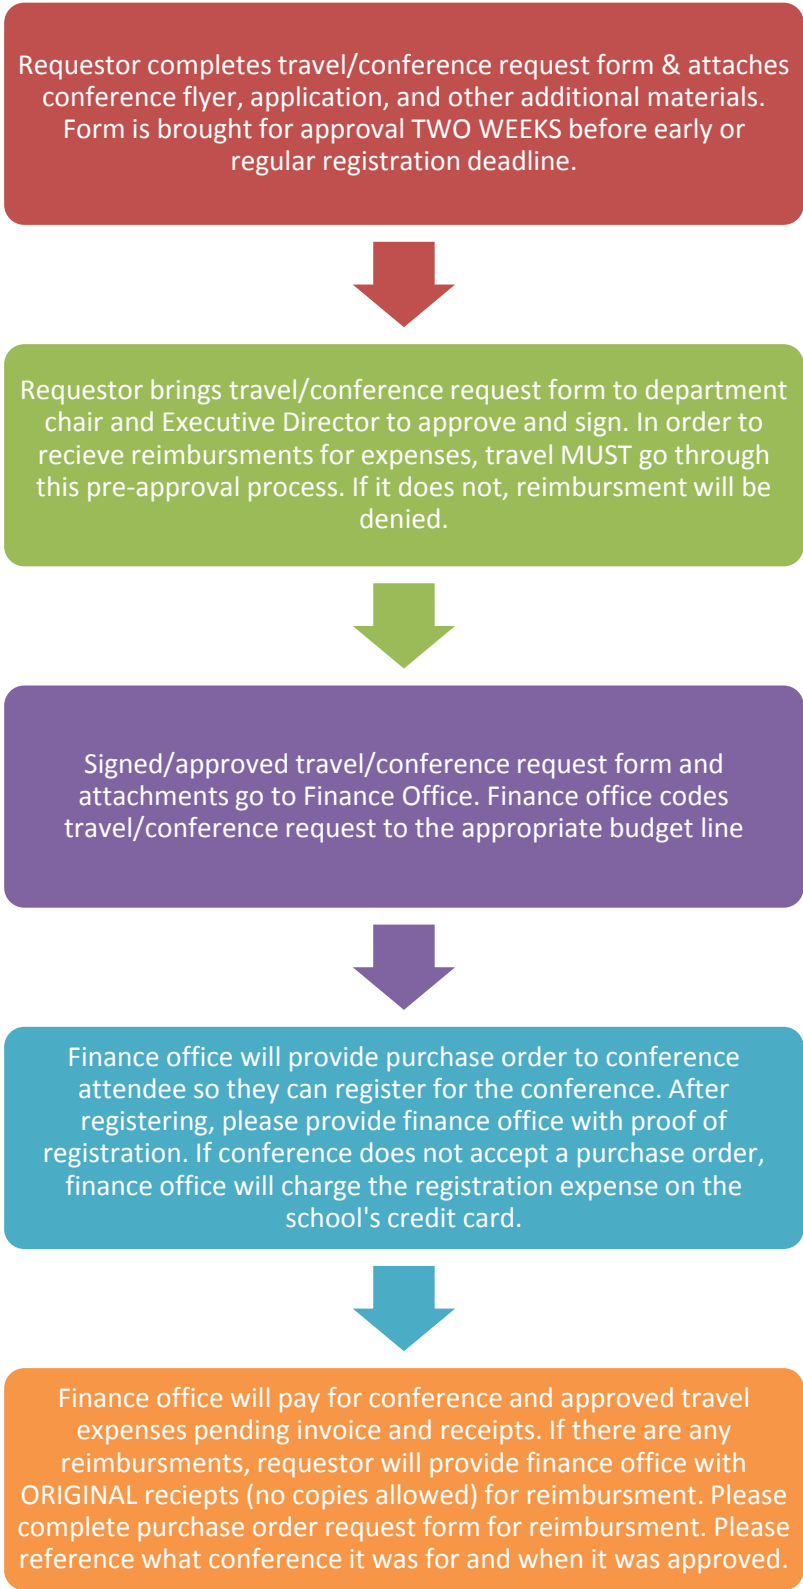 Requestor completes travel/conference request form & attaches
conference flyer, application, and other additional materials.
Form is brought for approval TWO WEEKS before early or
regular registration deadline.
Requestor brings travel/conference request form to department
chair and Executive Director to approve and sign. In order to
recieve reimbursments for expenses, travel MUST go through
this pre-approval process. If it does not, reimbursment will be
denied.
Signed/approved travel/conference request form and
attachments go to Finance Office. Finance office codes
travel/conference request to the appropriate budget line
Finance office will provide purchase order to conference
attendee so they can register for the conference. After
registering, please provide finance office with proof of
registration. If conference does not accept a purchase order,
finance office will charge the registration expense on the
school's credit card.
Finance office will pay for conference and approved travel
expenses pending invoice and receipts. If there are any
reimbursments, requestor will provide finance office with
ORIGINAL reciepts (no copies allowed) for reimbursment. Please
complete purchase order request form for reimbursment. Please
reference what conference it was for and when it was approved.